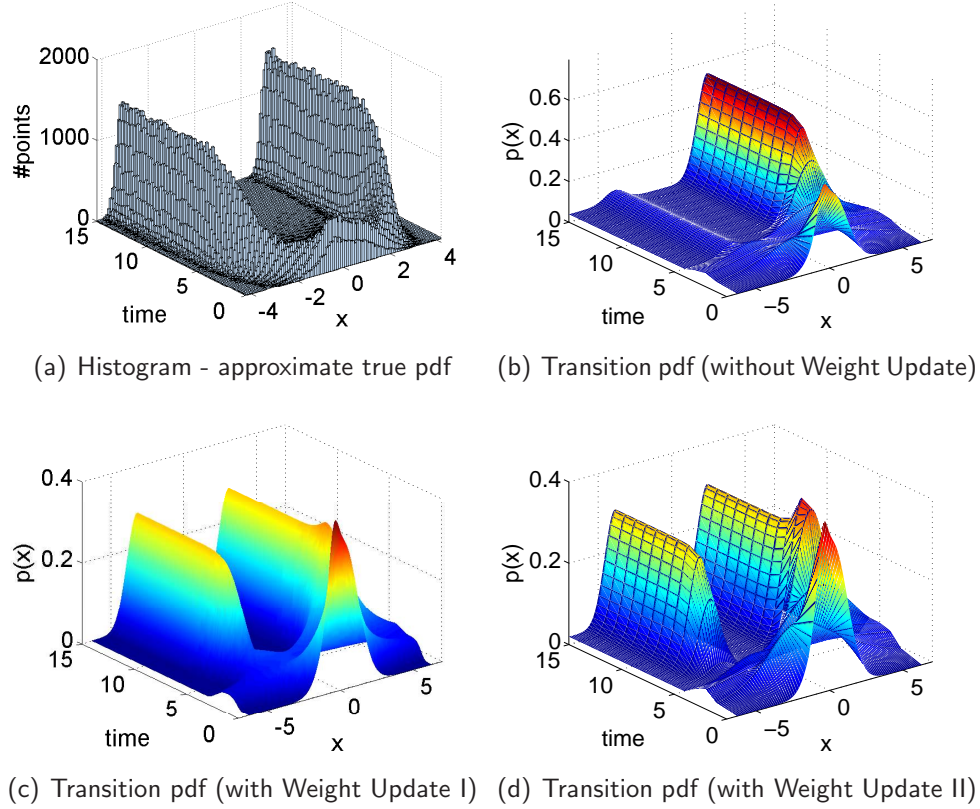 2000
1000
0
#points
15
10
5
0
time
-4
-2
0
2
4
x
(a) Histogram - approximate true pdf
0.6
0.4
0.2
0
p(x)
15
10
5
0
time
−5
0
5
x
(b) Transition pdf (without Weight Update)
0.4
0.2
0
p(x)
15
10
5
0
time
-5
0
5
x
(c) Transition pdf (with Weight Update I)
0.4
0.2
0
p(x)
15
10
5
0
time
−5
0
5
x
(d) Transition pdf (with Weight Update II)